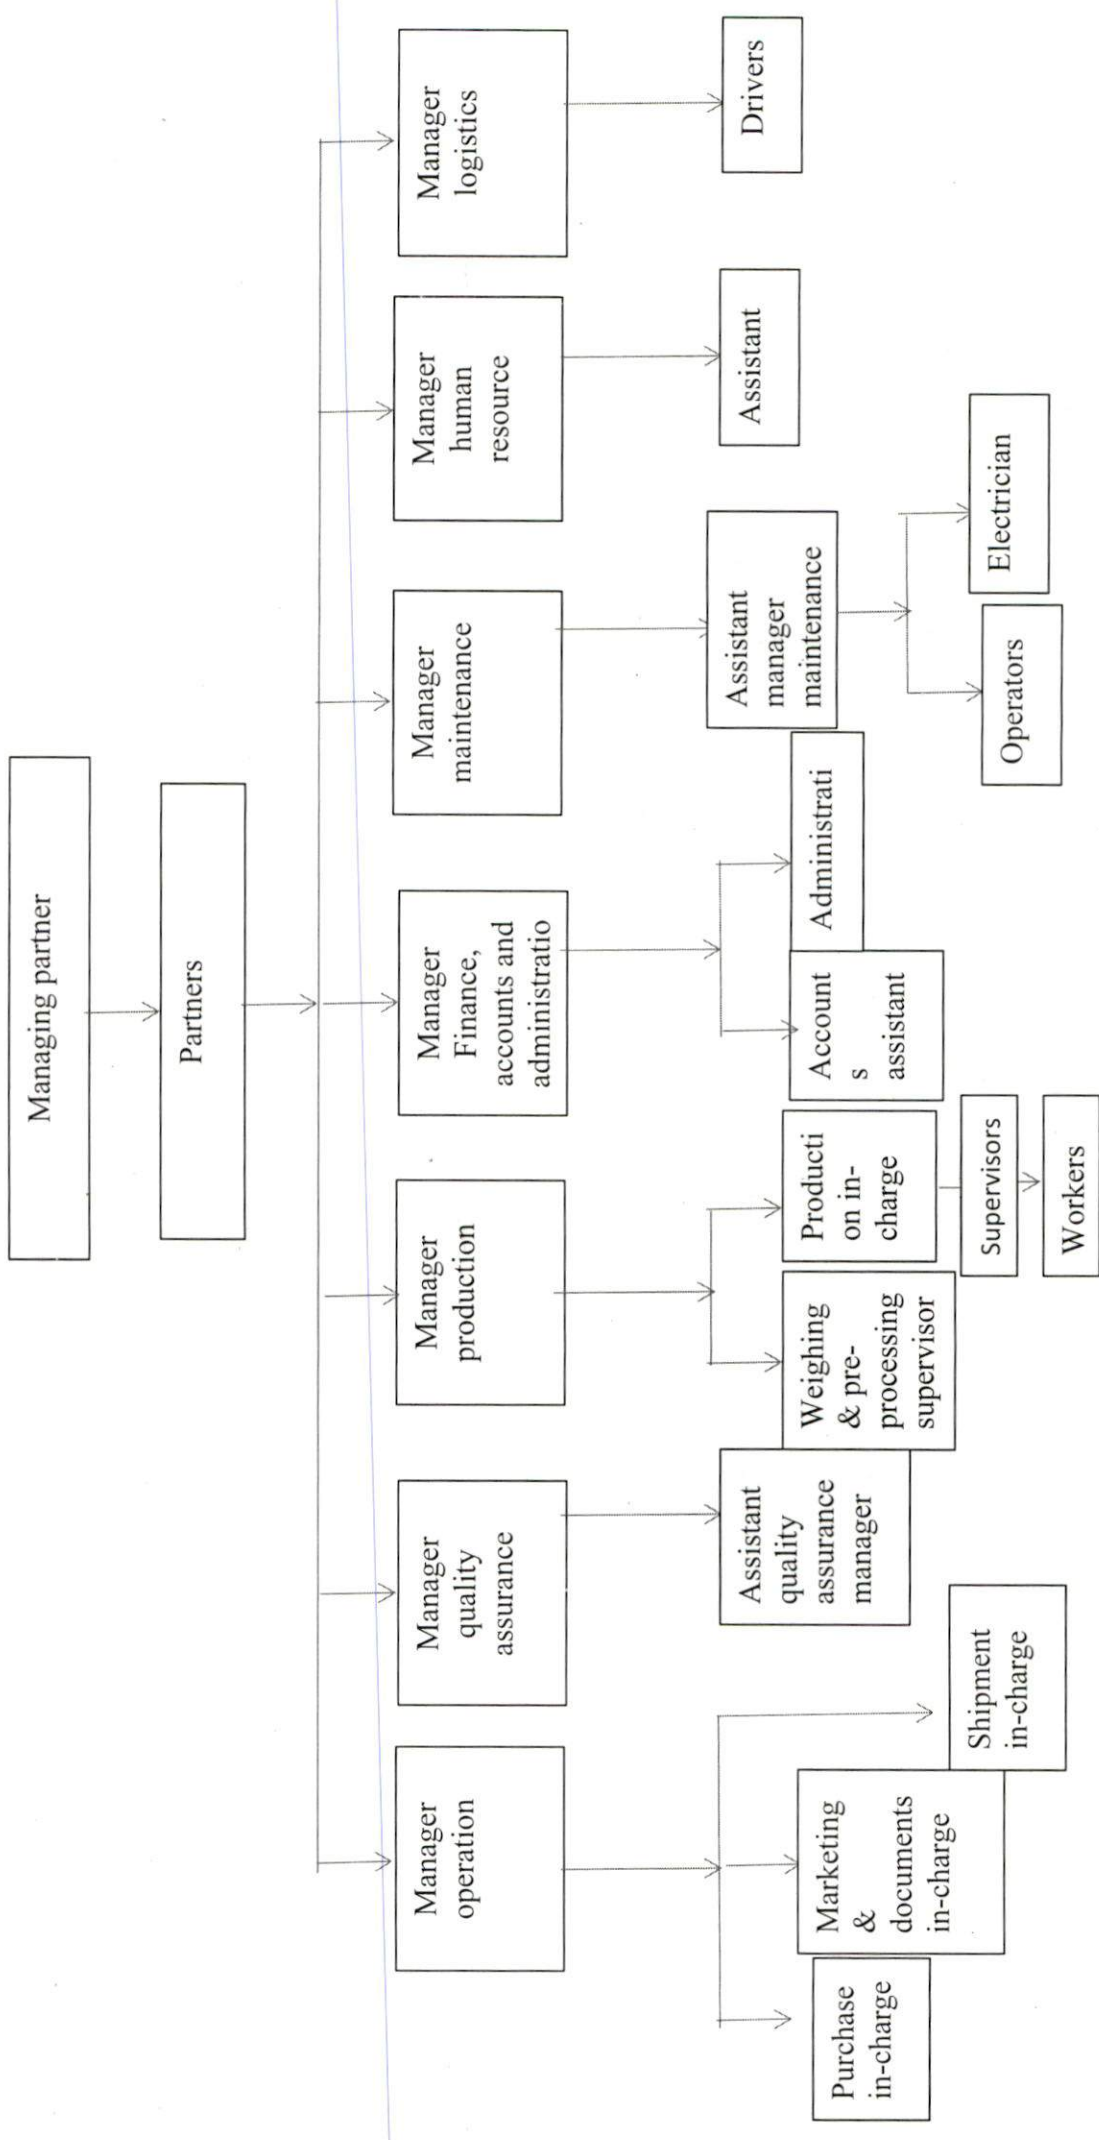 Managing partner
Partners
Manager
operation
Manager
quality
assurance
Manager
production
Manager
Finance,
accounts and
administratio
Manager
maintenance
Manager
human
resource
Manager
logistics
Purchase
in-charge
Marketing
&
documents
in-charge
Shipment
in-charge
Assistant
quality
assurance
manager
Weighing
& pre-
processing
supervisor
Producti
on in-
charge
Supervisors
Workers
Account
s
assistant
Administrati
Assistant
manager
maintenance
Operators
Electrician
Assistant
Drivers